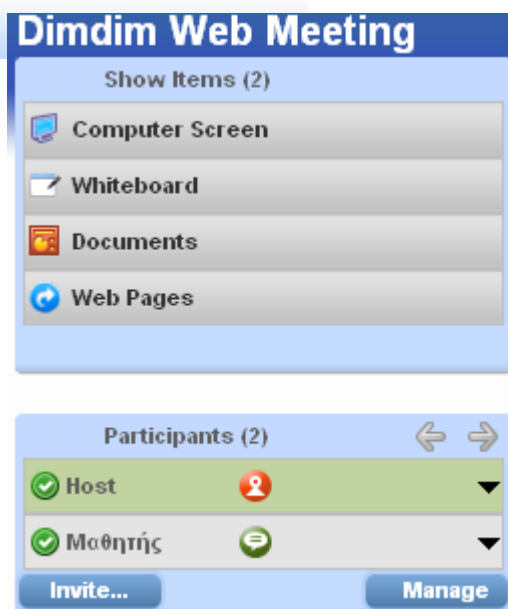 Dimdim Web Meeting
Show Items (2)
Computer Screen
Whiteboard
Documents
Web Pages
Participants (2)
Host
Μαθητής
Invite... Manage